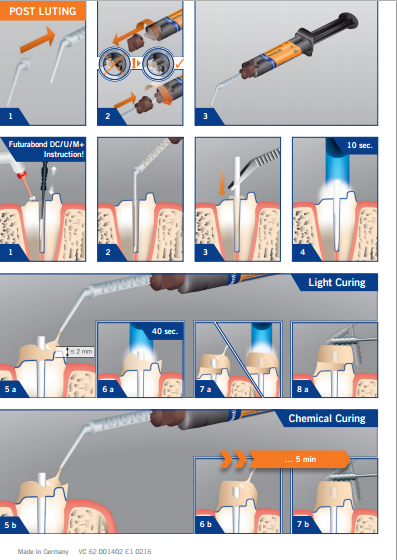 POST LUTING
1
2
3
Futurabond DC/U/M+
Instruction!
10 sec.
1
2
3
4
Light Curing
≤ 2 mm
40 sec.
5 a
6 a
7 a
8 a
Chemical Curing
... 5 min
5 b
6 b
7 b
Made in Germany VC 62 001402 E1 0216